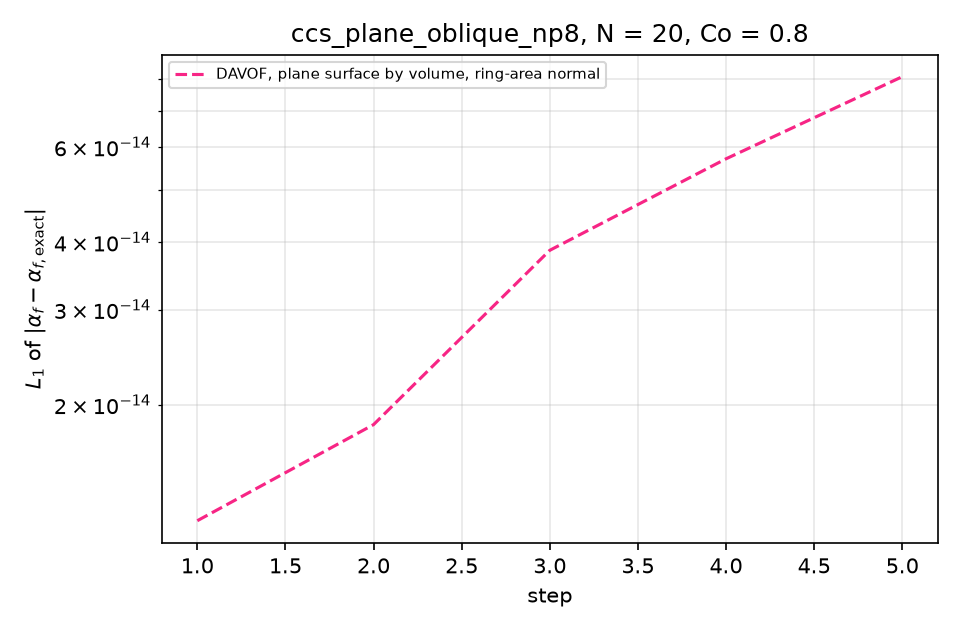 ccs_plane_oblique_np8, N = 20, Co = 0.8
DAVOF, plane surface by volume, ring-area normal
L₁ of |α_f − α_{f,exact}|
6 × 10⁻¹⁴
4 × 10⁻¹⁴
3 × 10⁻¹⁴
2 × 10⁻¹⁴
1.0 1.5 2.0 2.5 3.0 3.5 4.0 4.5 5.0
step